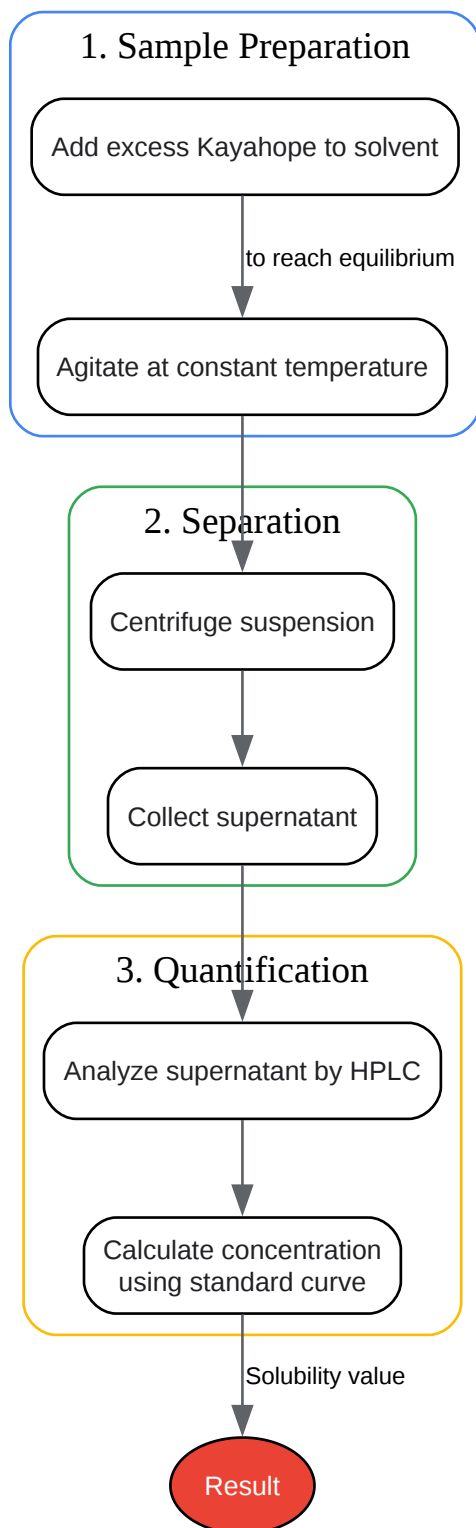 1. Sample Preparation
Add excess Kayahope to solvent
to reach equilibrium
Agitate at constant temperature
2. Separation
Centrifuge suspension
Collect supernatant
3. Quantification
Analyze supernatant by HPLC
Calculate concentration
using standard curve
Solubility value
Result